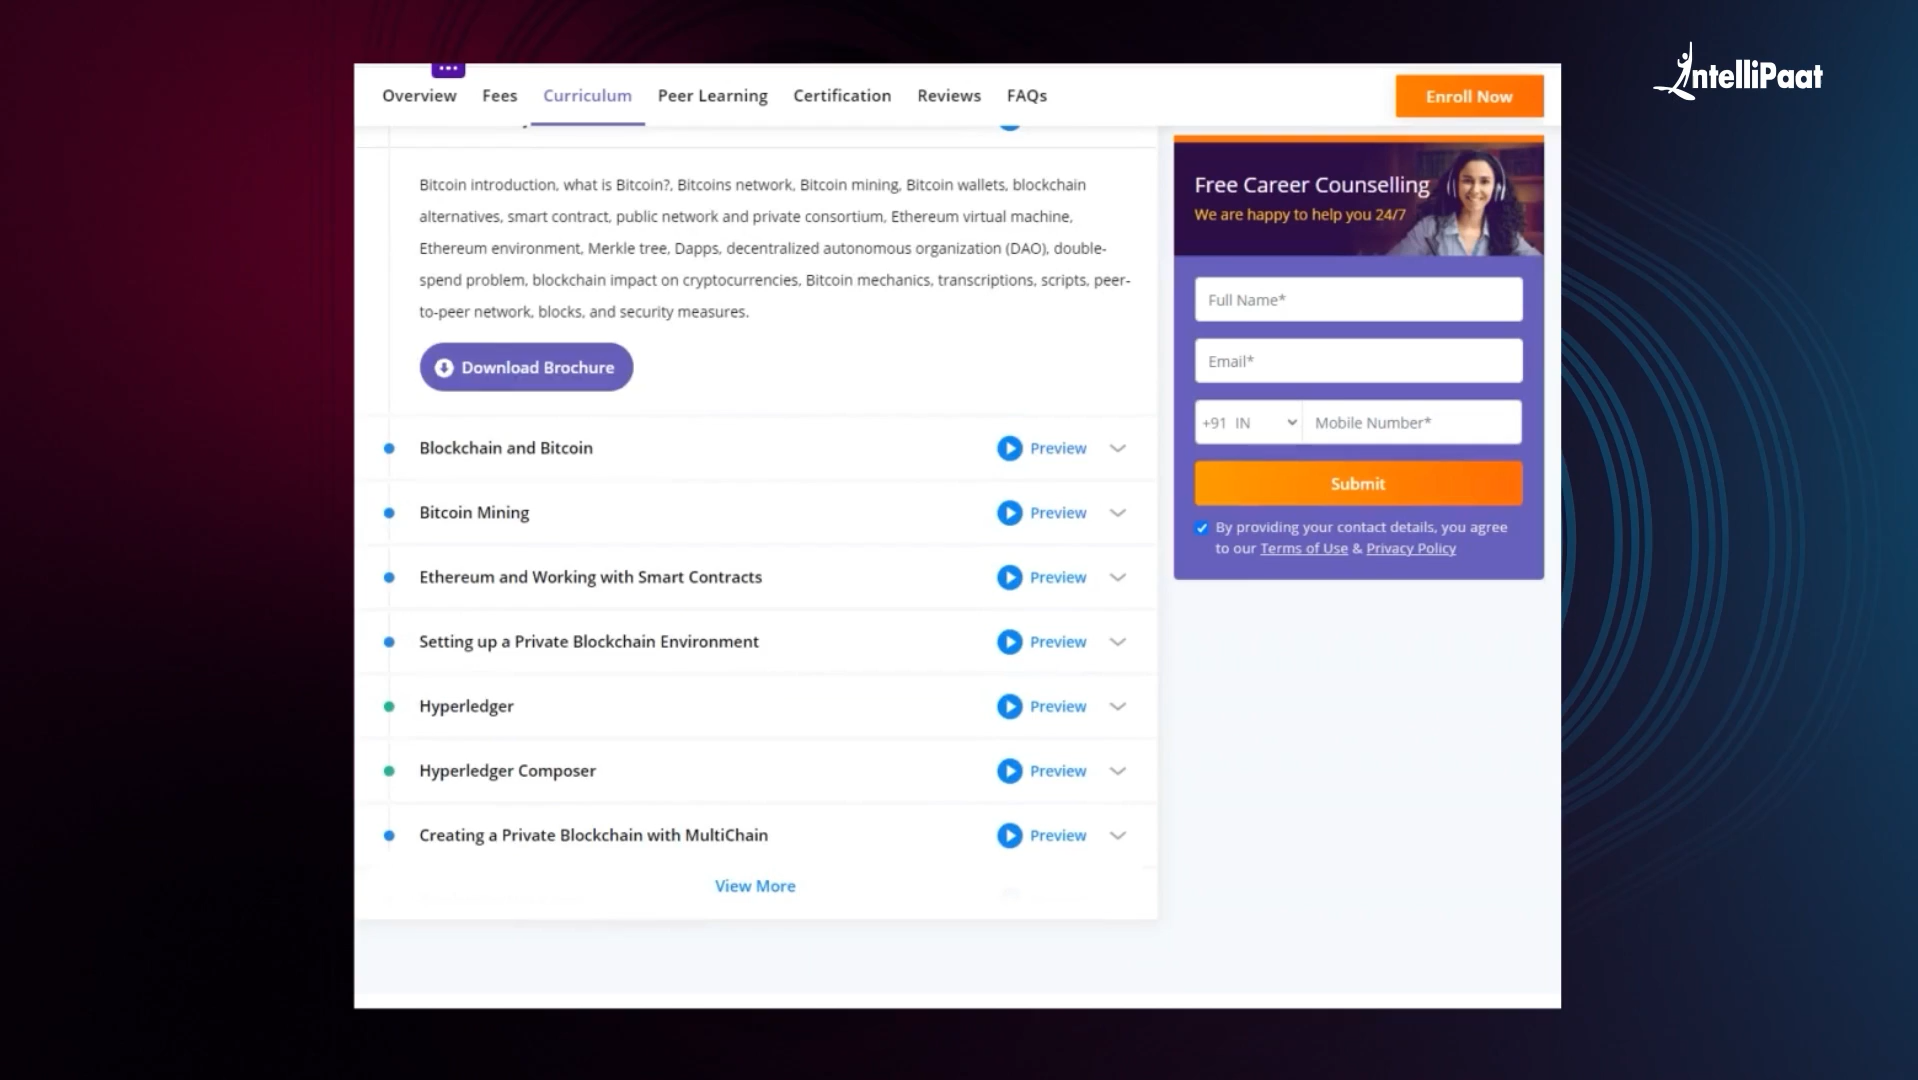 IntelliPaat
Overview Fees Curriculum Peer Learning Certification Reviews FAQs Enroll Now
Bitcoin introduction, what is Bitcoin?, Bitcoins network, Bitcoin mining, Bitcoin wallets, blockchain
alternatives, smart contract, public network and private consortium, Ethereum virtual machine,
Ethereum environment, Merkle tree, Dapps, decentralized autonomous organization (DAO), double-
spend problem, blockchain impact on cryptocurrencies, Bitcoin mechanics, transcriptions, scripts, peer-
to-peer network, blocks, and security measures.
Download Brochure
Blockchain and Bitcoin Preview
Bitcoin Mining Preview
Ethereum and Working with Smart Contracts Preview
Setting up a Private Blockchain Environment Preview
Hyperledger Preview
Hyperledger Composer Preview
Creating a Private Blockchain with MultiChain Preview
View More
Free Career Counselling
We are happy to help you 24/7
Full Name*
Email*
+91 IN Mobile Number*
Submit
By providing your contact details, you agree
to our Terms of Use & Privacy Policy